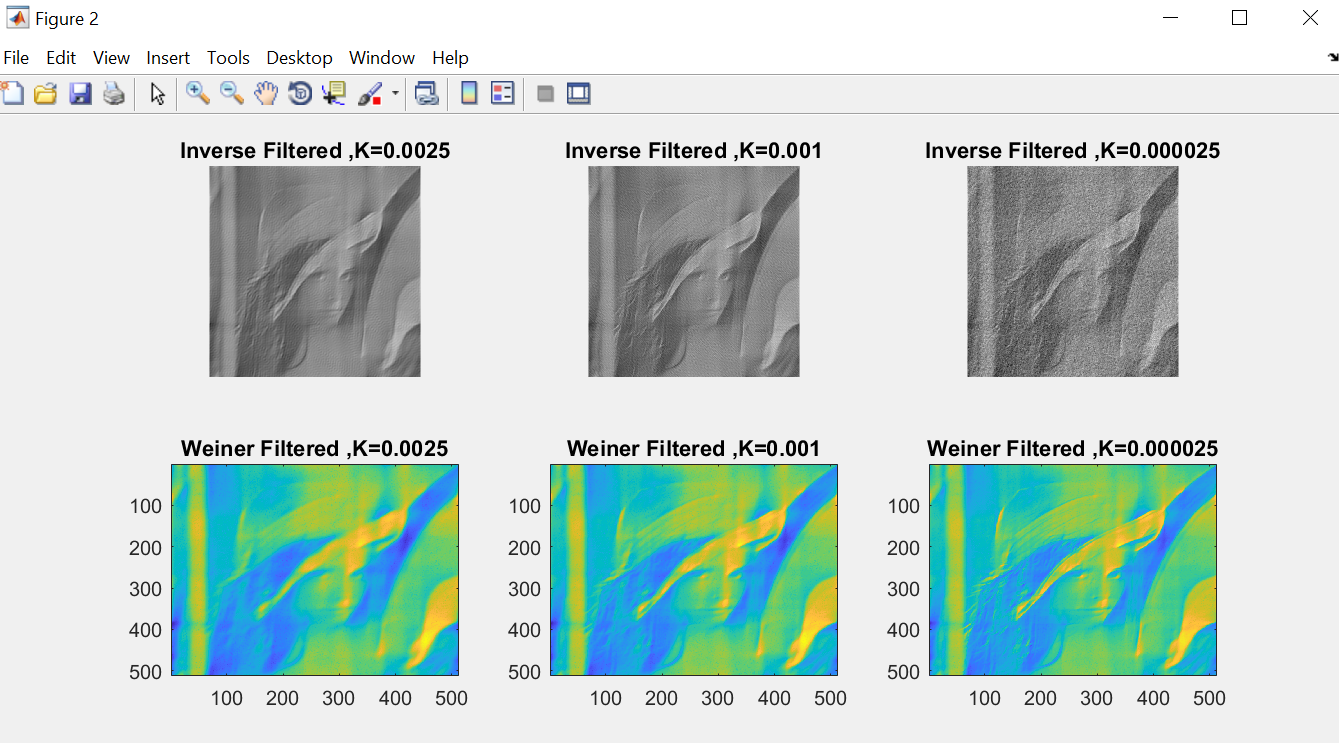 Figure 2
File Edit View Insert Tools Desktop Window Help
Inverse Filtered ,K=0.0025
Inverse Filtered ,K=0.001
Inverse Filtered ,K=0.000025
Weiner Filtered ,K=0.0025
100
200
300
400
500
100 200 300 400 500
Weiner Filtered ,K=0.001
100
200
300
400
500
100 200 300 400 500
Weiner Filtered ,K=0.000025
100
200
300
400
500
100 200 300 400 500